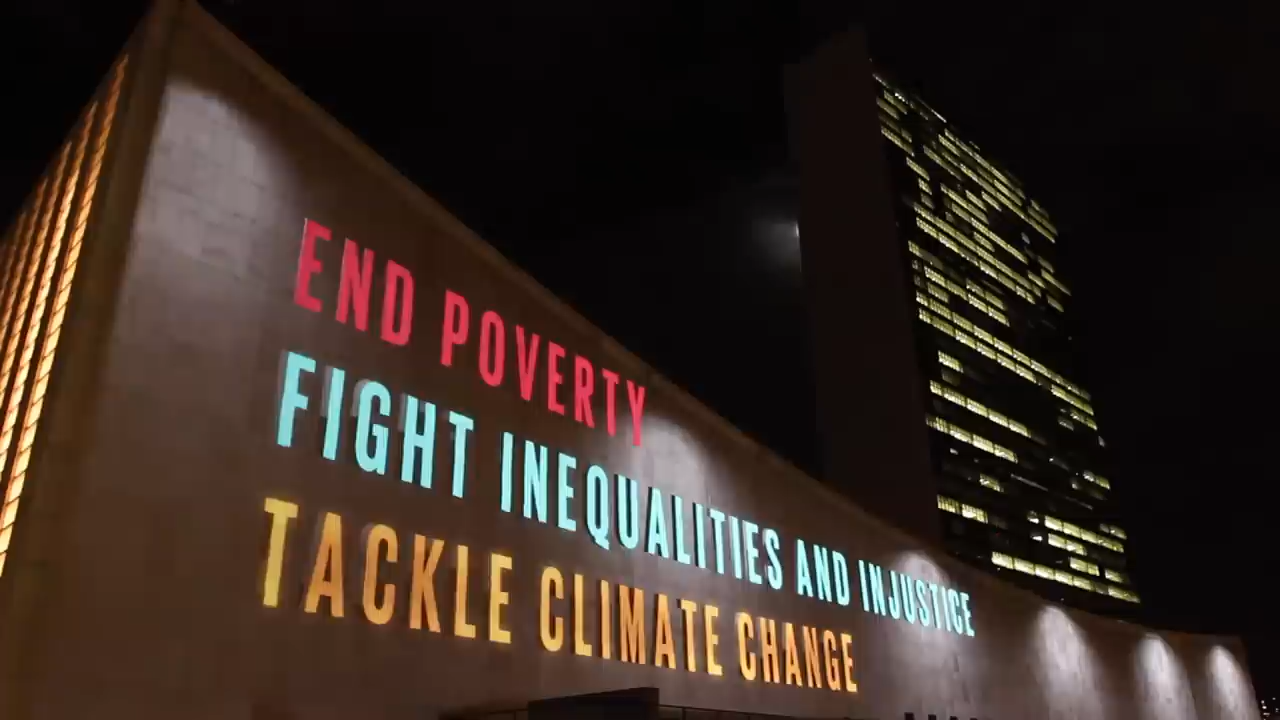 END POVERTY
FIGHT INEQUALITIES AND INJUSTICE
TACKLE CLIMATE CHANGE